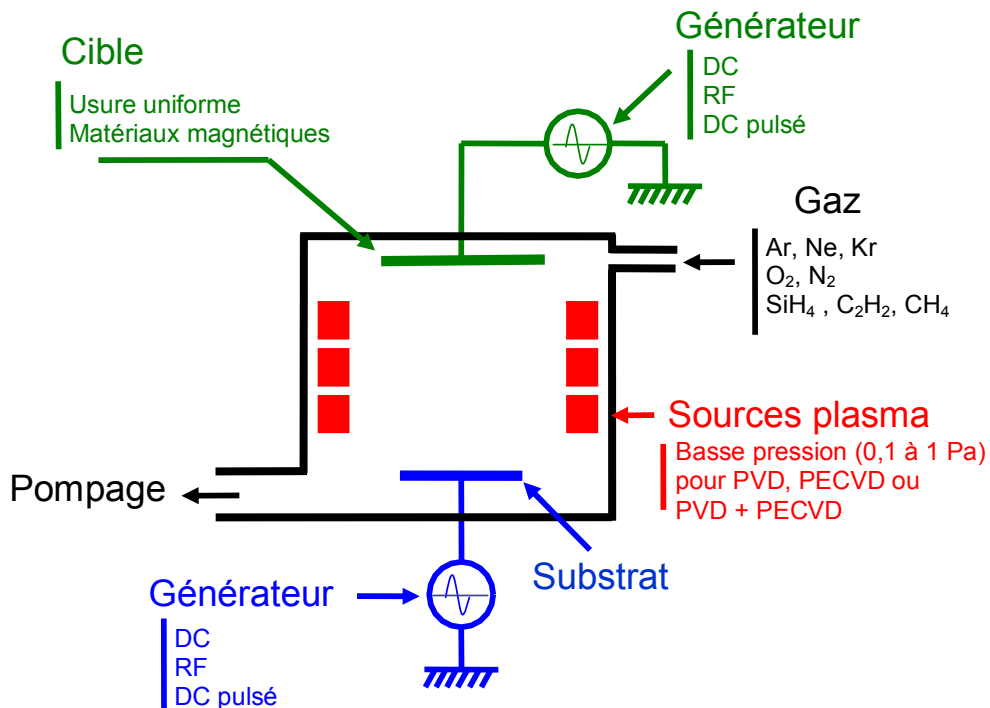 Cible
Usure uniforme
Matériaux magnétiques
Générateur
DC
RF
DC pulsé
Gaz
Ar, Ne, Kr
O₂, N₂
SiH₄ , C₂H₂, CH₄
Sources plasma
Basse pression (0,1 à 1 Pa)
pour PVD, PECVD ou
PVD + PECVD
Pompage
Substrat
Générateur
DC
RF
DC pulsé